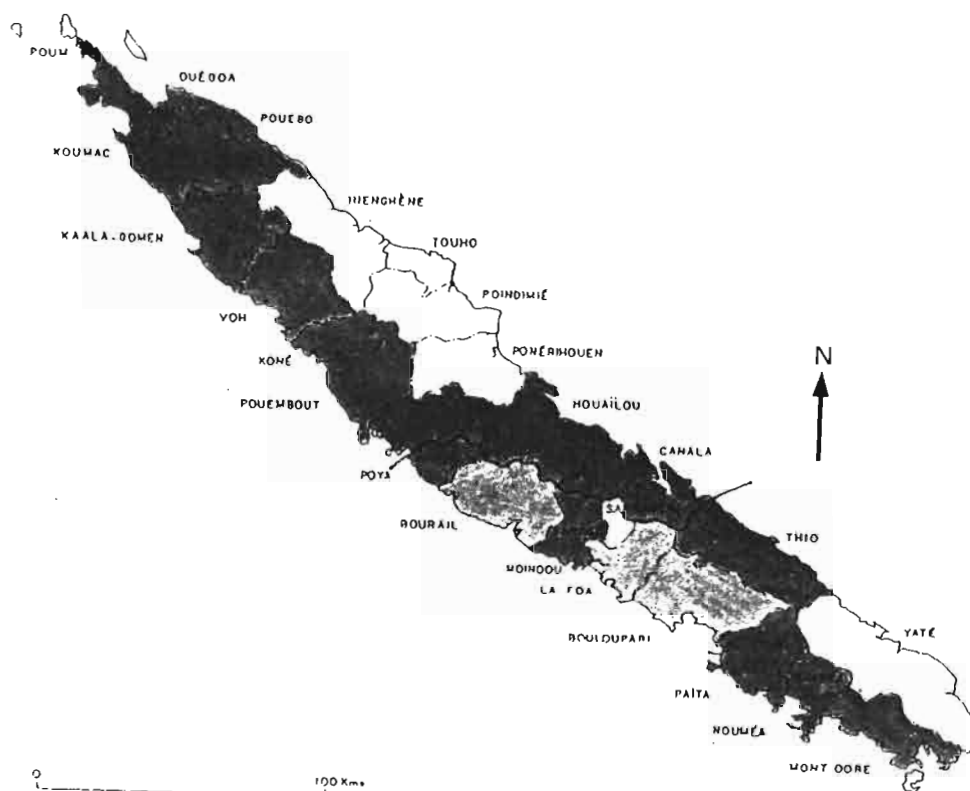 POUM
OUÉGOA
POUEBO
KOUMAC
HIENGHÈNE
KAALA-GOMEN
TOUHO
VOH
POINDIMIÉ
KONÉ
PONÉRIHOUEN
N
POUEMBOUT
HOUAÏLOU
CANALA
POYA
SA
BOURAIL
THIO
MOINDOU
LA FOA
YATÉ
BOULOUPARI
PAÏTA
NOUMÉA
MONT DORE
0
100 Kms